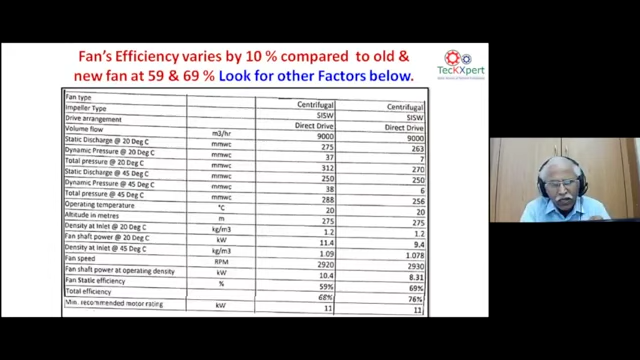 Fan's Efficiency varies by 10 % compared to old &
new fan at 59 & 69 % Look for other Factors below.
TecKXpert
Fan type Centrifugal Centrifugal
Impeller Type SISW SISW
Drive arrangement Direct Drive Direct Drive
Volume flow m3/hr 9000 9000
Static Discharge @ 20 Deg C mmwc 275 263
Dynamic Pressure @ 20 Deg C mmwc 37 7
Total pressure @ 20 Deg C mmwc 312 270
Static Discharge @ 45 Deg C mmwc 250 250
Dynamic Pressure @ 45 Deg C mmwc 38 6
Total pressure @ 45 Deg C mmwc 288 256
Operating temperature °C 20 20
Altitude in metres m 275 275
Density at Inlet @ 20 Deg C kg/m3 1.2 1.2
Fan shaft power @ 20 Deg C kW 11.4 9.4
Density at Inlet @ 45 Deg C kg/m3 1.09 1.078
Fan speed RPM 2920 2930
Fan shaft power at operating density kW 10.4 8.31
Fan Static efficiency % 59% 69%
Total efficiency 68% 76%
Min. recommended motor rating kW 11 11